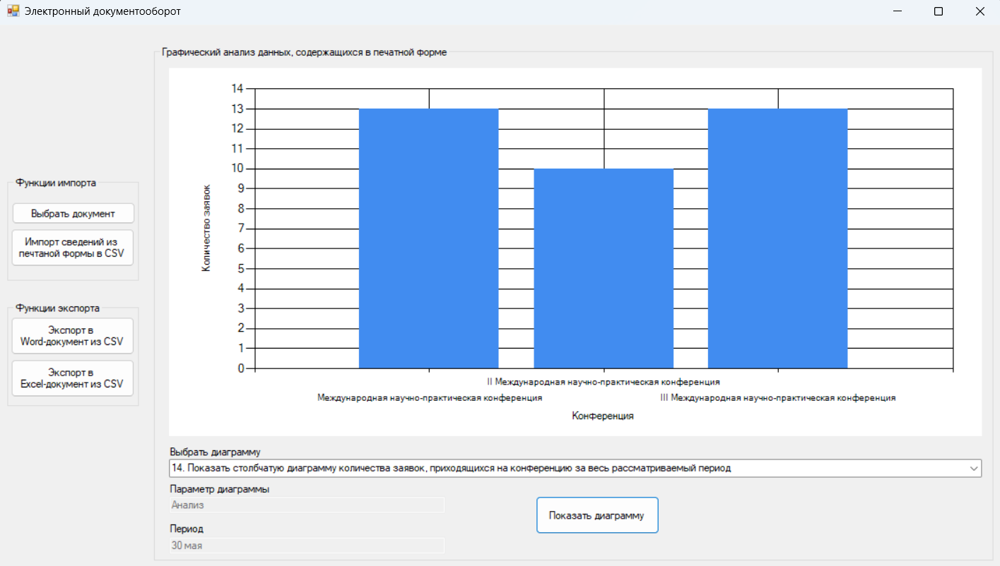 Электронный документооборот
Графический анализ данных, содержащихся в печатной форме
Функции импорта
Выбрать документ
Импорт сведений из
печтаной формы в CSV
Функции экспорта
Экспорт в
Word-документ из CSV
Экспорт в
Excel-документ из CSV
Количество заявок
14
13
12
11
10
9
8
7
6
5
4
3
2
1
0
II Международная научно-практическая конференция
Международная научно-практическая конференция
III Международная научно-практическая конференция
Конференция
Выбрать диаграмму
14. Показать столбчатую диаграмму количества заявок, приходящихся на конференцию за весь рассматриваемый период
Параметр диаграммы
Анализ
Показать диаграмму
Период
30 мая